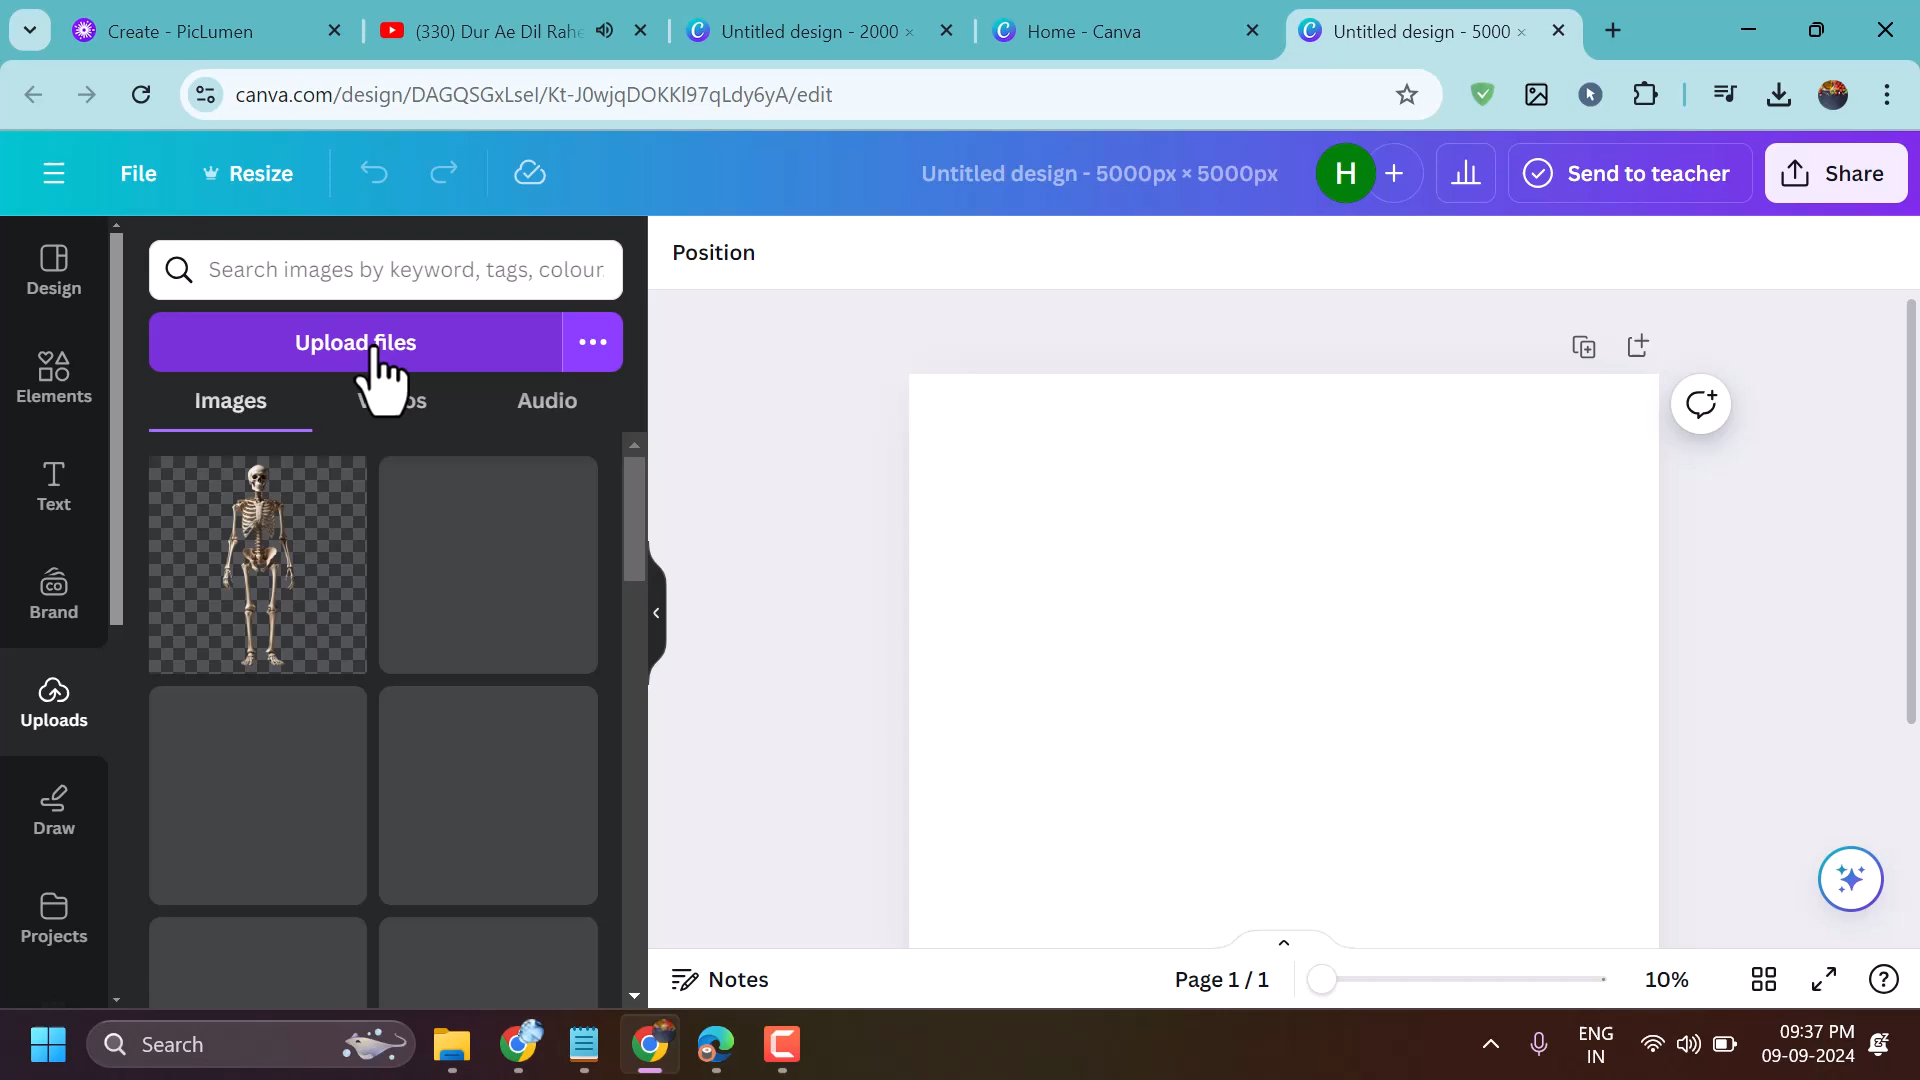 Create - PicLumen
(330) Dur Ae Dil Rahe
Untitled design - 2000
Home - Canva
Untitled design - 5000
canva.com/design/DAGQSGxLseI/Kt-J0wjqDOKKl97qLdy6yA/edit
File
Resize
Untitled design - 5000px × 5000px
H
Send to teacher
Share
Design
Elements
Text
Brand
Uploads
Draw
Projects
Search images by keyword, tags, colour.
Upload files
Images
Audio
Position
Notes
Page 1 / 1
10%
Search
ENG
IN
09:37 PM
09-09-2024